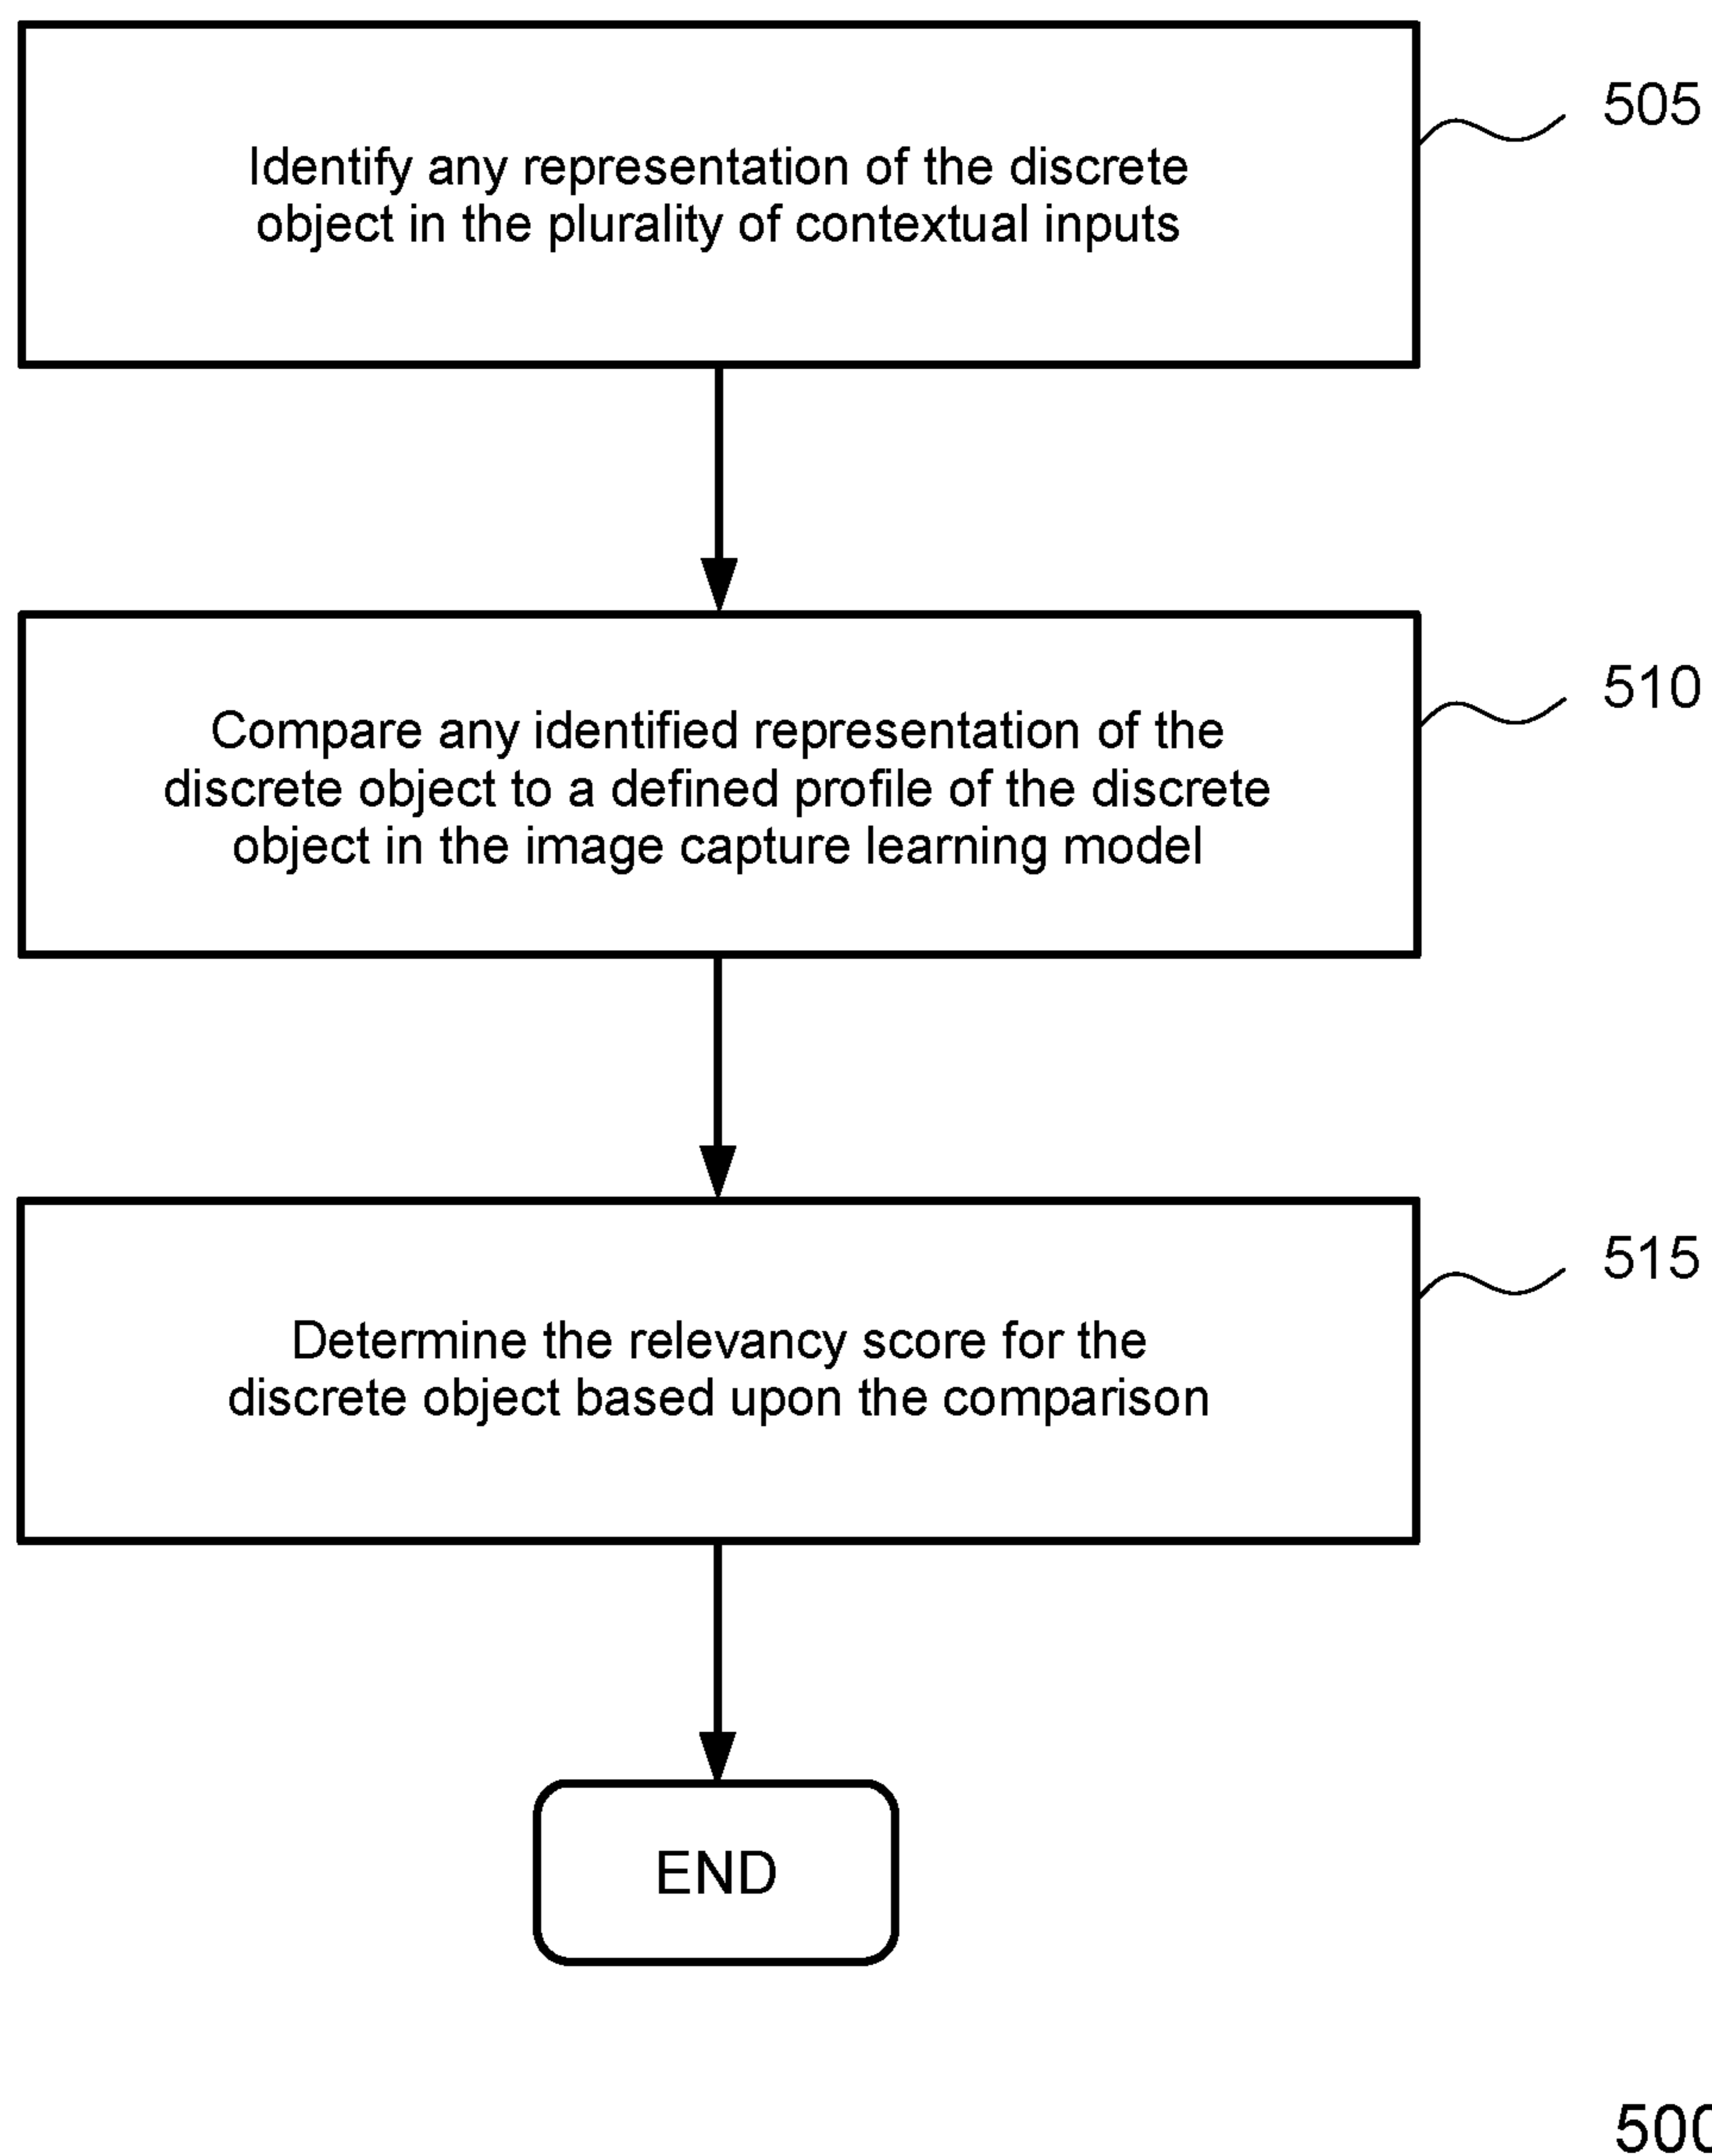 505
Identify any representation of the discrete
object in the plurality of contextual inputs
510
Compare any identified representation of the
discrete object to a defined profile of the discrete
object in the image capture learning model
515
Determine the relevancy score for the
discrete object based upon the comparison
END
500